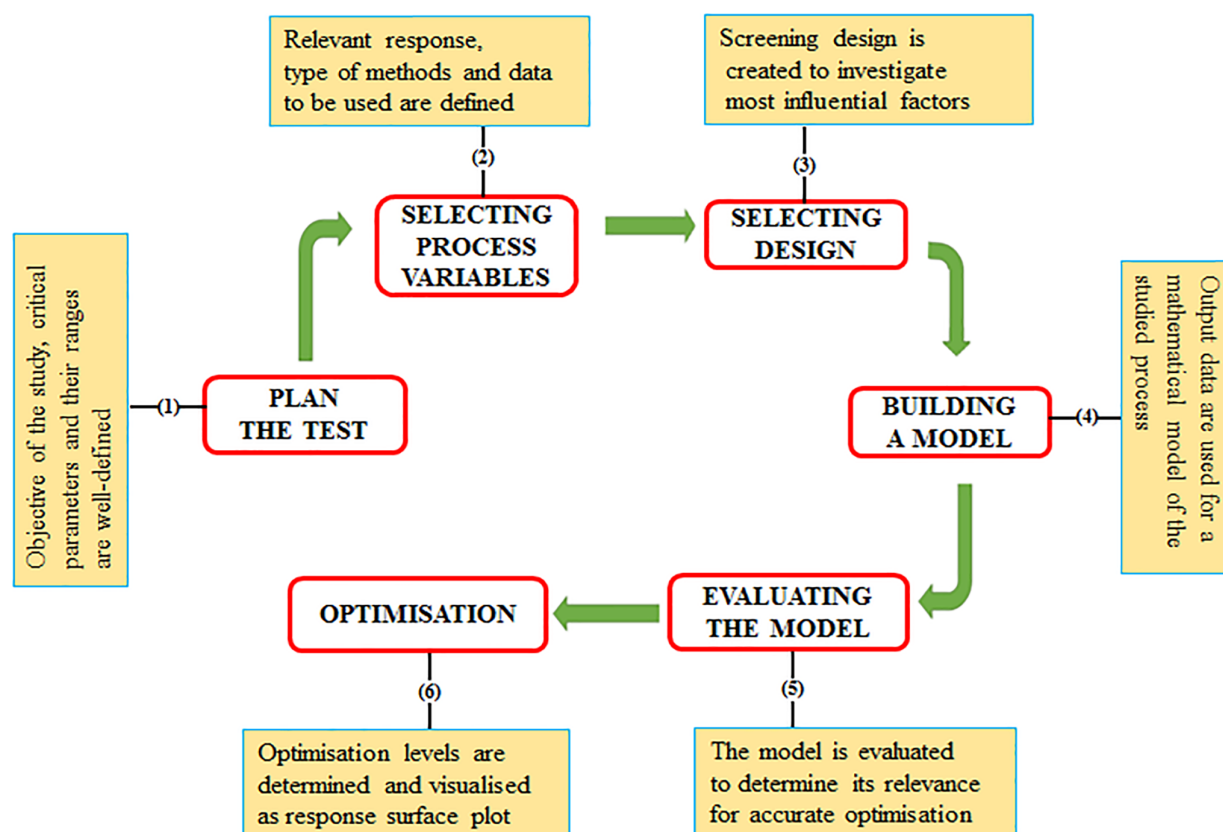 Objective of the study, critical
parameters and their ranges
are well-defined
(1)
PLAN
THE TEST
Relevant response,
type of methods and data
to be used are defined
(2)
SELECTING
PROCESS
VARIABLES
Screening design is
created to investigate
most influential factors
(3)
SELECTING
DESIGN
Output data are used for a
mathematical model of the
studied process
(4)
BUILDING
A MODEL
EVALUATING
THE MODEL
(5)
The model is evaluated
to determine its relevance
for accurate optimisation
OPTIMISATION
(6)
Optimisation levels are
determined and visualised
as response surface plot